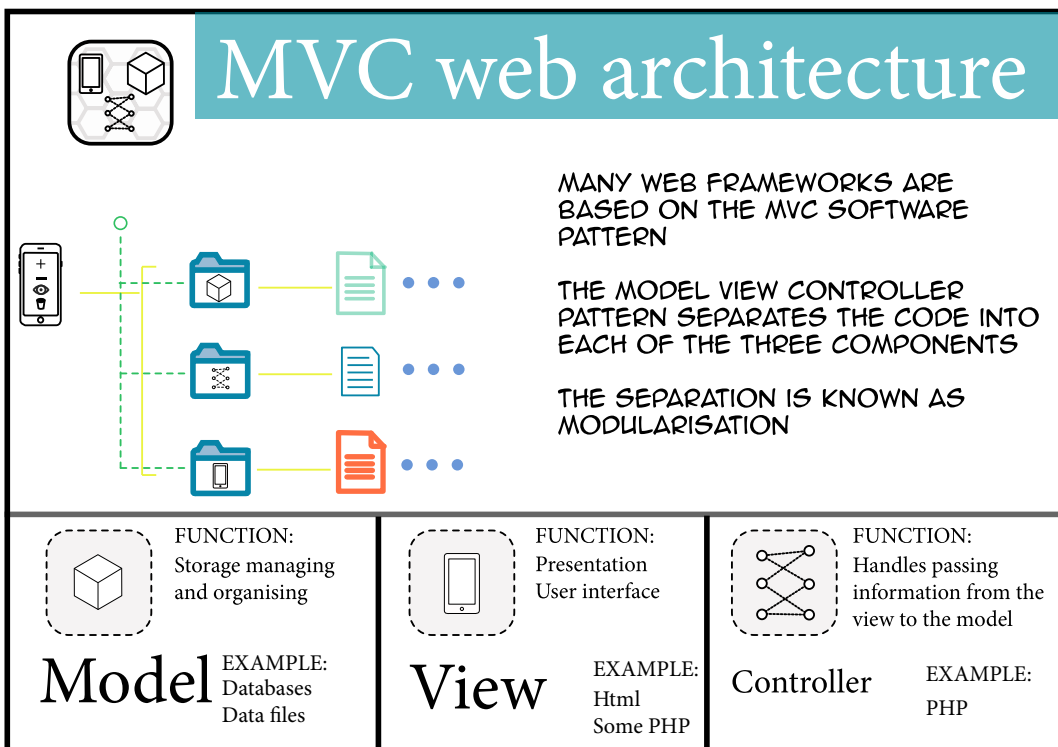 MVC web architecture
MANY WEB FRAMEWORKS ARE
BASED ON THE MVC SOFTWARE
PATTERN
THE MODEL VIEW CONTROLLER
PATTERN SEPARATES THE CODE INTO
EACH OF THE THREE COMPONENTS
THE SEPARATION IS KNOWN AS
MODULARISATION
FUNCTION:
Storage managing
and organising
Model
EXAMPLE:
Databases
Data files
FUNCTION:
Presentation
User interface
View
EXAMPLE:
Html
Some PHP
FUNCTION:
Handles passing
information from the
view to the model
Controller
EXAMPLE:
PHP